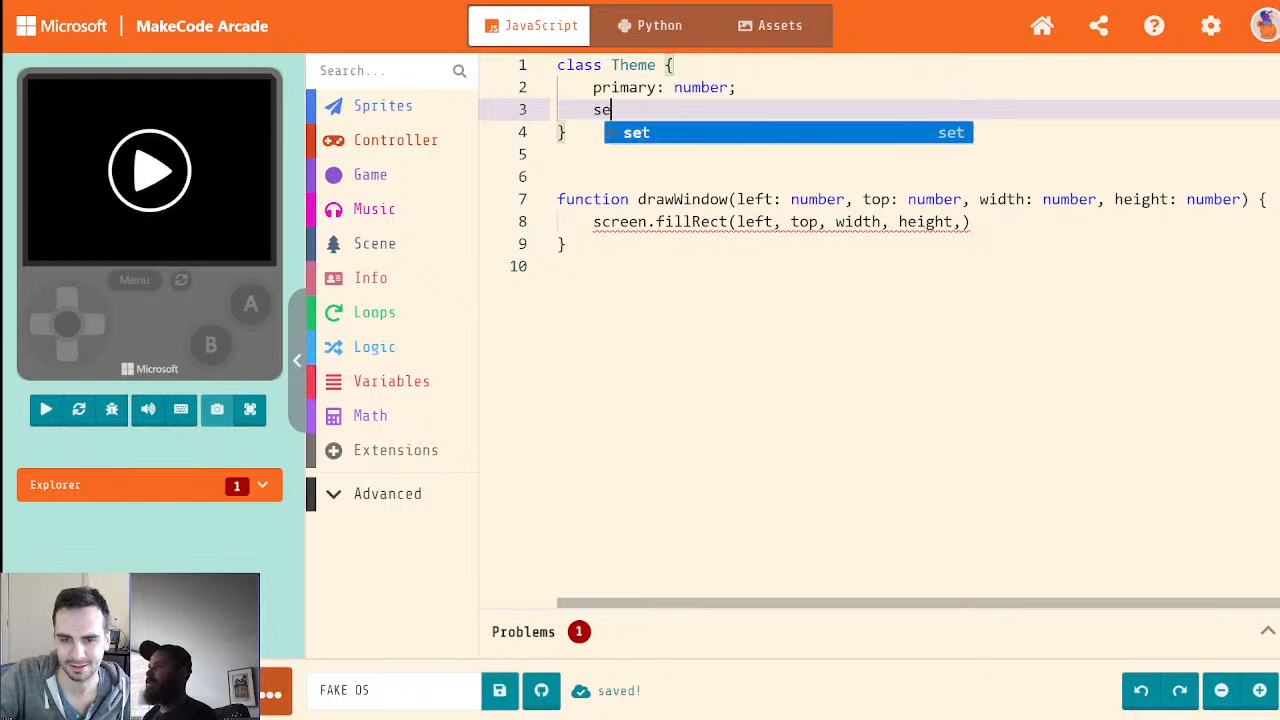 Microsoft | MakeCode Arcade
JavaScript
Python
Assets
Search...
Sprites
Controller
Game
Music
Scene
Info
Loops
Logic
Variables
Math
Extensions
Advanced
Menu
A
B
Microsoft
Explorer 1
1 class Theme {
2 primary: number;
3 se
set set
4 }
5
6
7 function drawWindow(left: number, top: number, width: number, height: number) {
8 screen.fillRect(left, top, width, height,)
9 }
10
Problems 1
FAKE OS
saved!